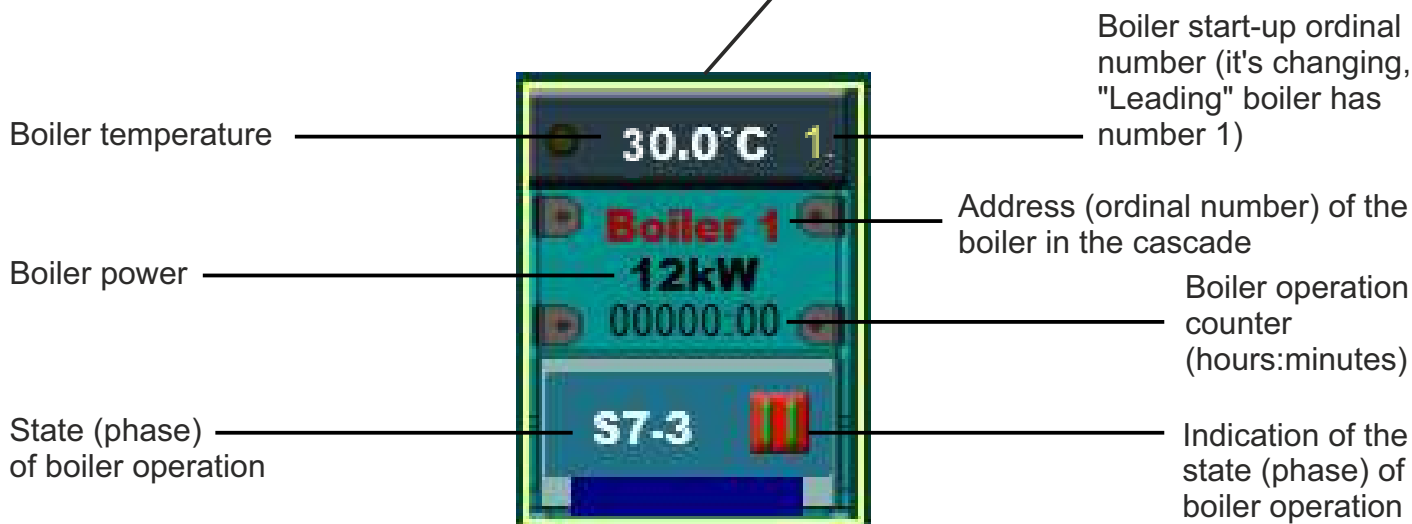 Boiler start-up ordinal
number (it's changing,
"Leading" boiler has
number 1)
Boiler temperature
30.0°C 1.
Address (ordinal number) of the
boiler in the cascade
Boiler 1
Boiler power
12kW
00000:00
Boiler operation
counter
(hours:minutes)
State (phase)
of boiler operation
S7-3
Indication of the
state (phase) of
boiler operation